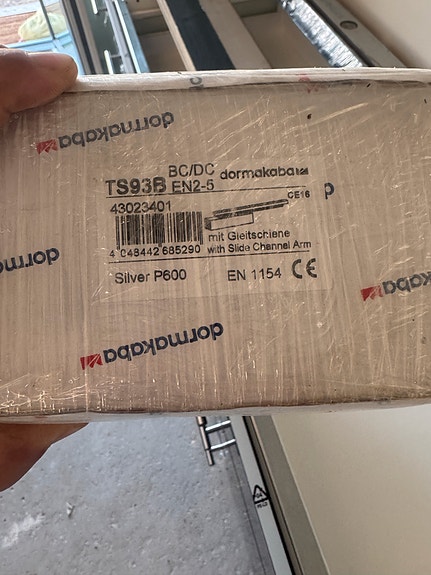 dormakaba
BC/DC dormakaba
TS93B EN2-5
43023401
CE16
4 048442 685290
mit Gleitschiene
with Slide Channel Arm
Silver P600
EN 1154 CE
dormakaba
dorm
dormakaba
dormakaba